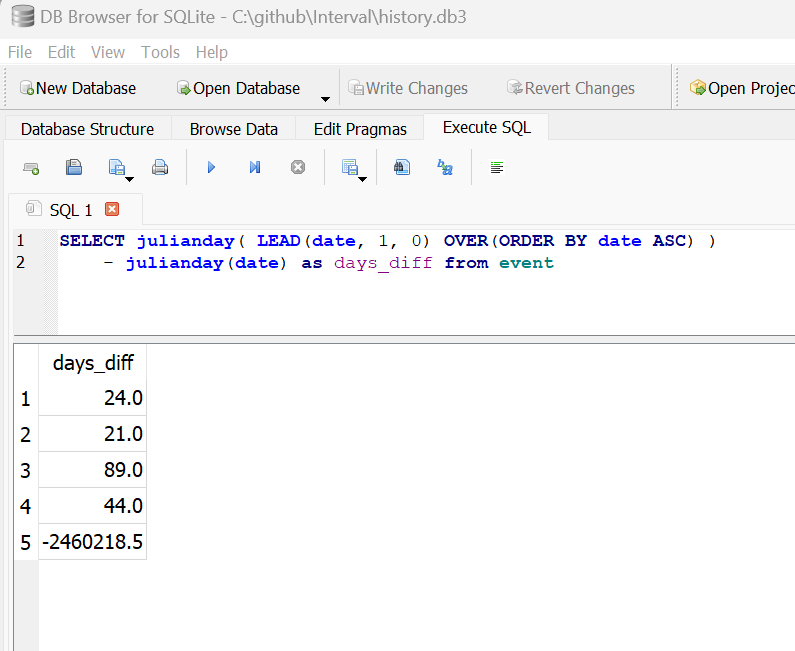 DB Browser for SQLite - C:\github\Interval\history.db3
File Edit View Tools Help
New Database Open Database Write Changes Revert Changes Open Projec
Database Structure Browse Data Edit Pragmas Execute SQL
SQL 1
1 SELECT julianday( LEAD(date, 1, 0) OVER(ORDER BY date ASC) )
2 - julianday(date) as days_diff from event
days_diff
1 24.0
2 21.0
3 89.0
4 44.0
5 -2460218.5